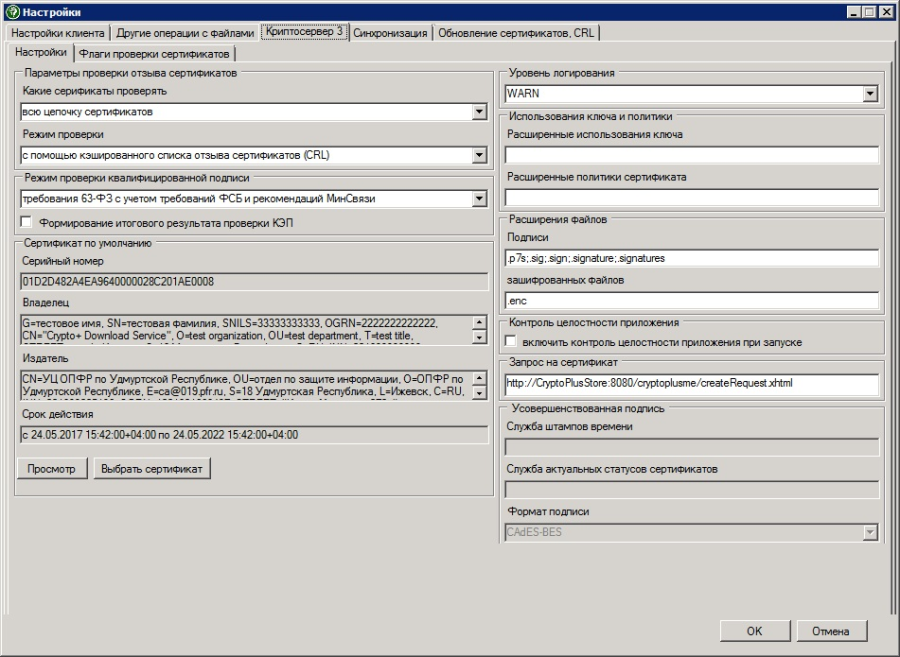 Настройки
Настройки клиента
Другие операции с файлами
Криптосервер 3
Синхронизация
Обновление сертификатов, CRL
Настройки
Флаги проверки сертификатов
Параметры проверки отзыва сертификатов
Какие серификаты проверять
всю цепочку сертификатов
Режим проверки
с помощью кэшированного списка отзыва сертификатов (CRL)
Режим проверки квалифицированной подписи
требования 63-ФЗ с учетом требований ФСБ и рекомендаций МинСвязи
Формирование итогового результата проверки КЭП
Сертификат по умолчанию
Серийный номер
01D2D482A4EA9640000028C201AE0008
Владелец
G=тестовое имя, SN=тестовая фамилия, SNILS=33333333333, OGRN=2222222222222,
CN="Crypto+ Download Service", O=test organization, OU=test department, T=test title,
Издатель
CN=УЦ ОПФР по Удмуртской Республике, OU=отдел по защите информации, O=ОПФР по
Удмуртской Республике, E=ca@019.pfr.ru, S=18 Удмуртская Республика, L=Ижевск, C=RU,
Срок действия
с 24.05.2017 15:42:00+04:00 по 24.05.2022 15:42:00+04:00
Просмотр
Выбрать сертификат
Уровень логирования
WARN
Использования ключа и политики
Расширенные использования ключа
Расширенные политики сертификата
Расширения файлов
Подписи
.p7s;.sig;.sign;.signature;.signatures
зашифрованных файлов
.enc
Контроль целостности приложения
включить контроль целостности приложения при запуске
Запрос на сертификат
http://CryptoPlusStore:8080/cryptoplusme/createRequest.xhtml
Усовершенствованная подпись
Служба штампов времени
Служба актуальных статусов сертификатов
Формат подписи
CAdES-BES
OK
Отмена